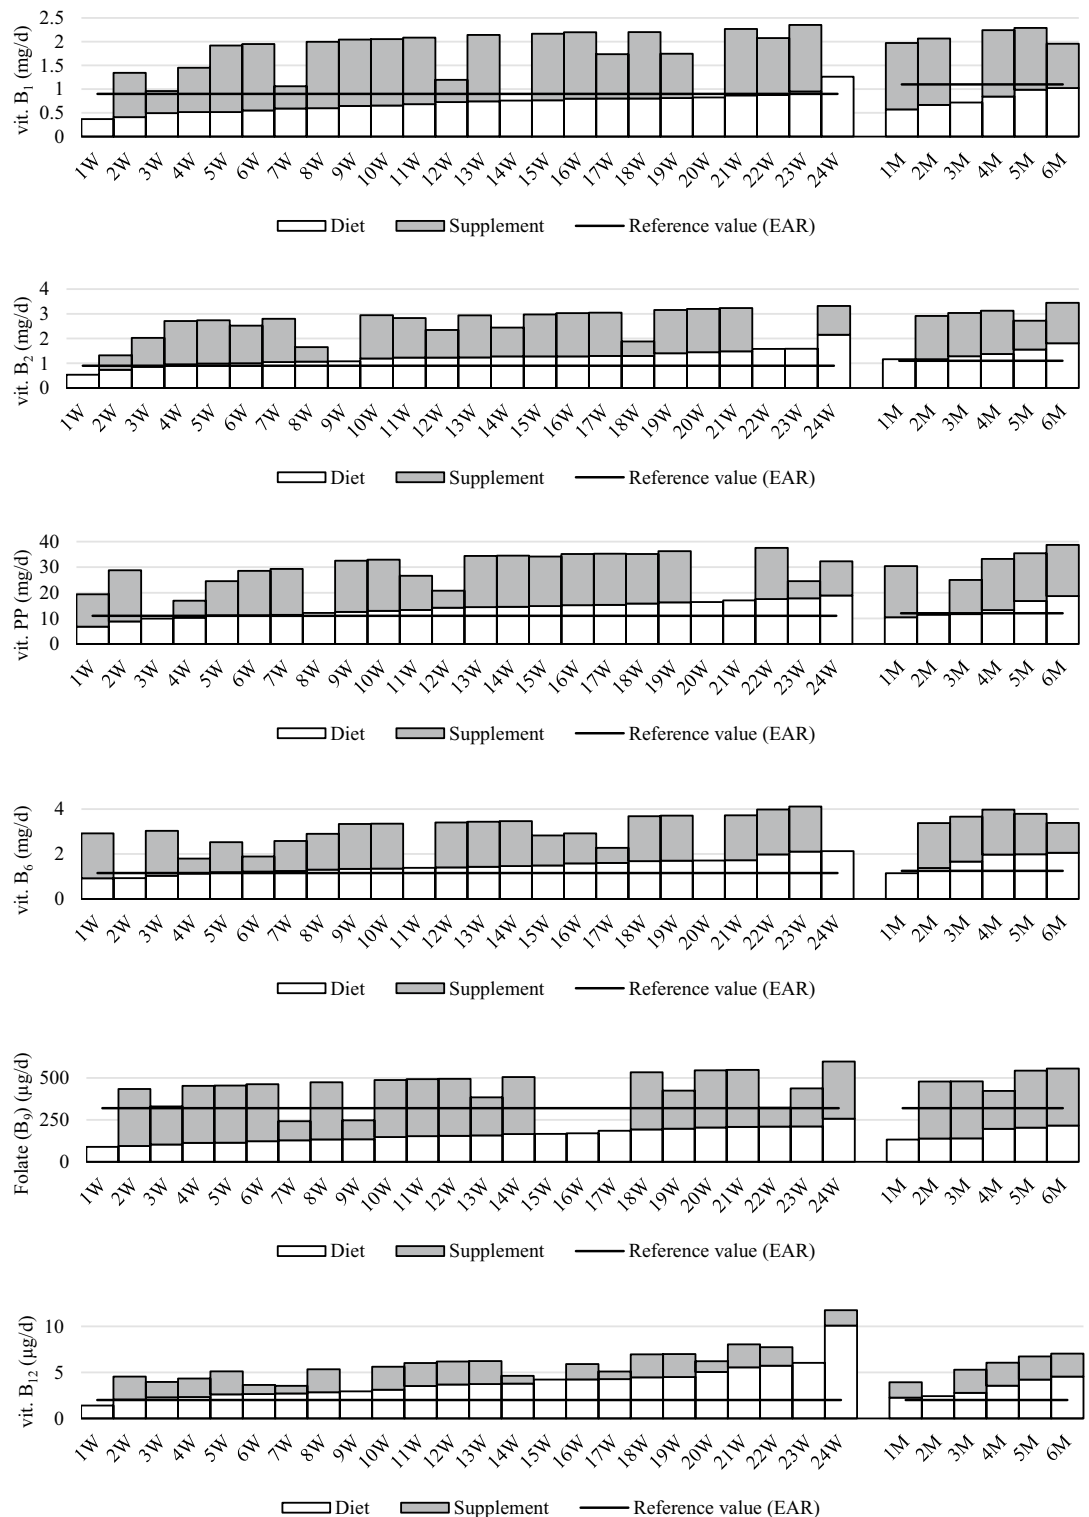 vit. B1 (mg/d)
2.5
2
1.5
1
0.5
0
1W 2W 3W 4W 5W 6W 7W 8W 9W 10W 11W 12W 13W 14W 15W 16W 17W 18W 19W 20W 21W 22W 23W 24W 1M 2M 3M 4M 5M 6M
Diet Supplement Reference value (EAR)
vit. B2 (mg/d)
4
3
2
1
0
1W 2W 3W 4W 5W 6W 7W 8W 9W 10W 11W 12W 13W 14W 15W 16W 17W 18W 19W 20W 21W 22W 23W 24W 1M 2M 3M 4M 5M 6M
Diet Supplement Reference value (EAR)
vit. PP (mg/d)
40
30
20
10
0
1W 2W 3W 4W 5W 6W 7W 8W 9W 10W 11W 12W 13W 14W 15W 16W 17W 18W 19W 20W 21W 22W 23W 24W 1M 2M 3M 4M 5M 6M
Diet Supplement Reference value (EAR)
vit. B6 (mg/d)
4
2
0
1W 2W 3W 4W 5W 6W 7W 8W 9W 10W 11W 12W 13W 14W 15W 16W 17W 18W 19W 20W 21W 22W 23W 24W 1M 2M 3M 4M 5M 6M
Diet Supplement Reference value (EAR)
Folate (B9) (µg/d)
500
250
0
1W 2W 3W 4W 5W 6W 7W 8W 9W 10W 11W 12W 13W 14W 15W 16W 17W 18W 19W 20W 21W 22W 23W 24W 1M 2M 3M 4M 5M 6M
Diet Supplement Reference value (EAR)
vit. B12 (µg/d)
10
5
0
1W 2W 3W 4W 5W 6W 7W 8W 9W 10W 11W 12W 13W 14W 15W 16W 17W 18W 19W 20W 21W 22W 23W 24W 1M 2M 3M 4M 5M 6M
Diet Supplement Reference value (EAR)